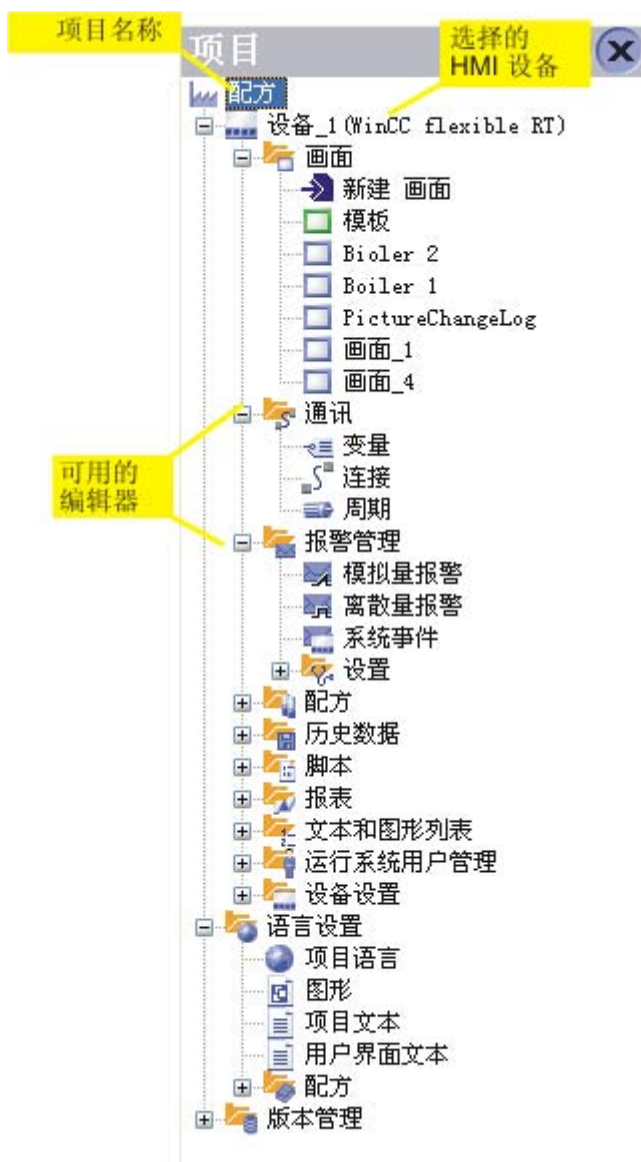 项目名称
项目
选择的
HMI 设备
配方
设备_1(WinCC flexible RT)
画面
新建 画面
模板
Bioler 2
Boiler 1
PictureChangeLog
画面_1
画面_4
通讯
变量
连接
周期
可用的
编辑器
报警管理
模拟量报警
离散量报警
系统事件
设置
配方
历史数据
脚本
报表
文本和图形列表
运行系统用户管理
设备设置
语言设置
项目语言
图形
项目文本
用户界面文本
配方
版本管理